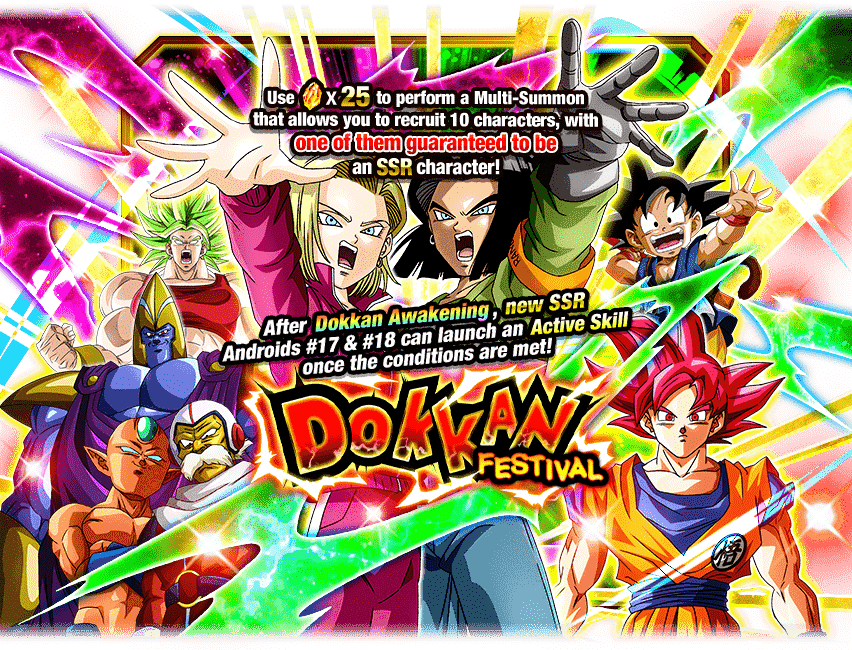 Use x 25 to perform a Multi-Summon
that allows you to recruit 10 characters, with
one of them guaranteed to be
an SSR character!
After Dokkan Awakening, new SSR
Androids #17 & #18 can launch an Active Skill
once the conditions are met!
DOKKAN
FESTIVAL
悟